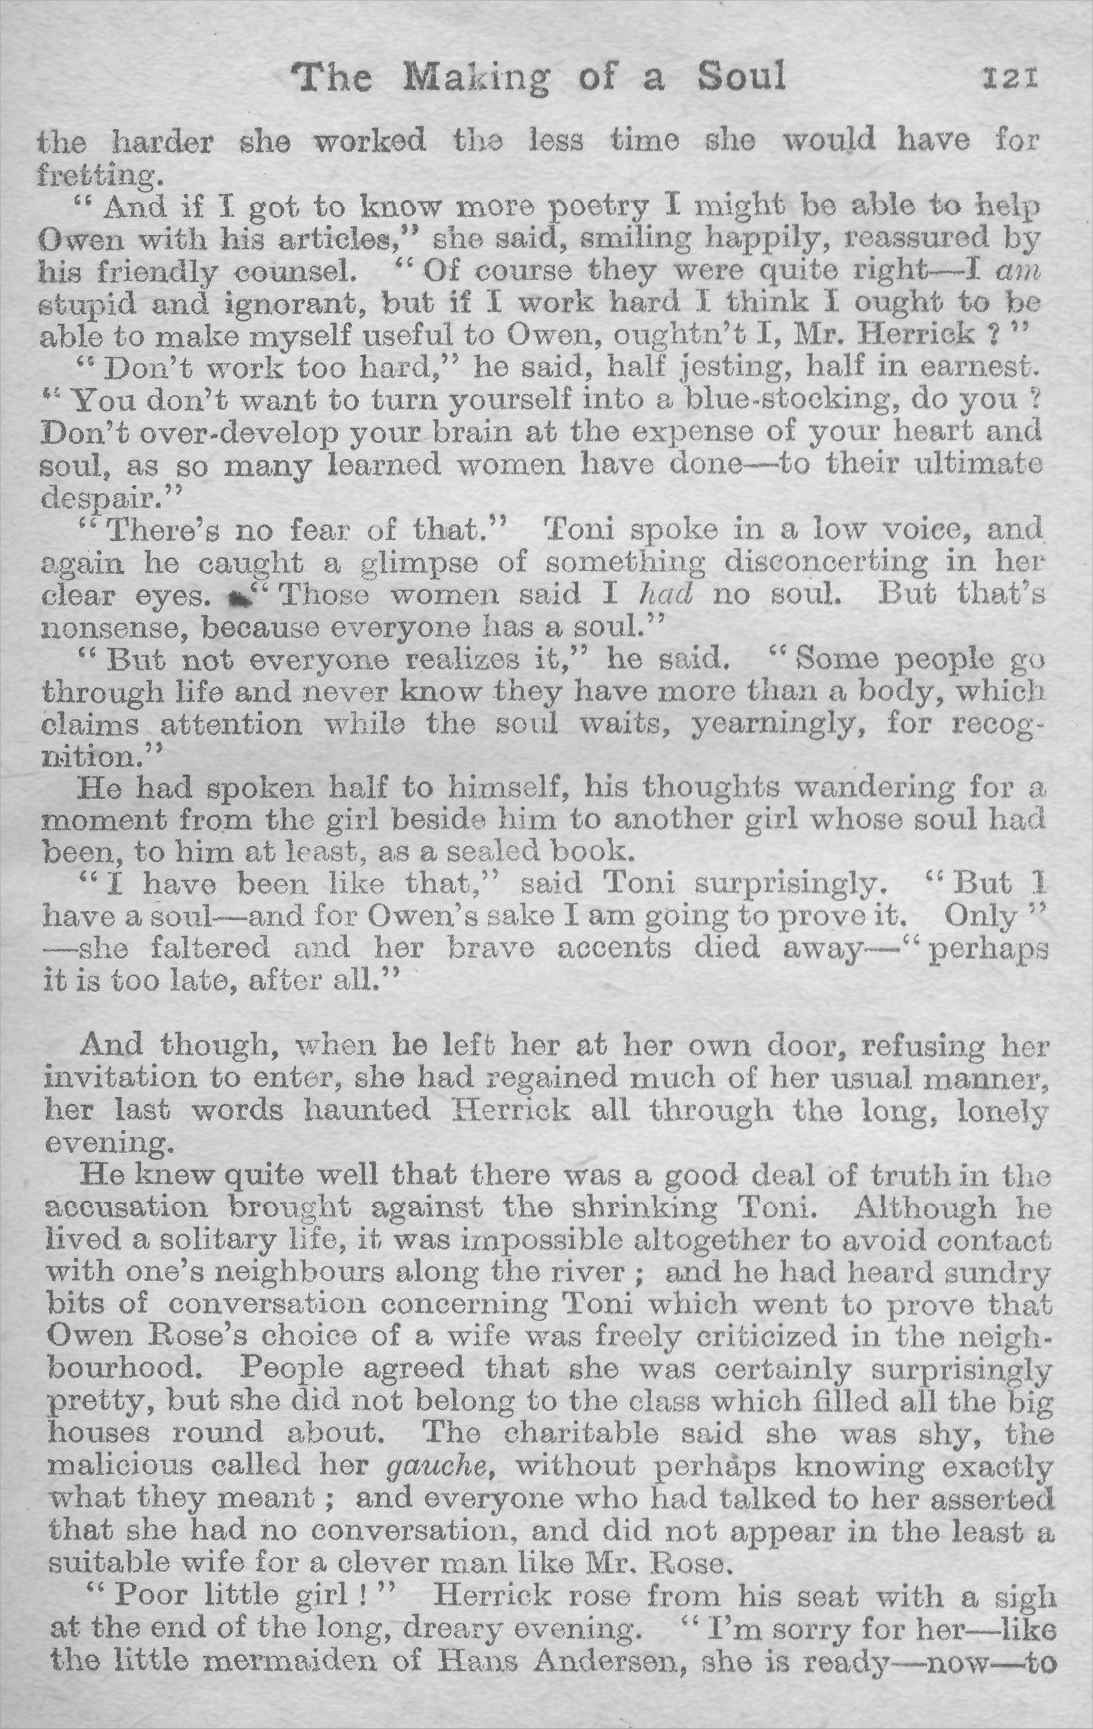 The Making of a Soul 121
the harder she worked the less time she would have for
fretting.
“ And if I got to know more poetry I might be able to help
Owen with his articles,” she said, smiling happily, reassured by
his friendly counsel. “ Of course they were quite right—I am
stupid and ignorant, but if I work hard I think I ought to be
able to make myself useful to Owen, oughtn’t I, Mr. Herrick ? ”
“ Don’t work too hard,” he said, half jesting, half in earnest.
“ You don’t want to turn yourself into a blue-stocking, do you ?
Don’t over-develop your brain at the expense of your heart and
soul, as so many learned women have done—to their ultimate
despair.”
“ There’s no fear of that.” Toni spoke in a low voice, and
again he caught a glimpse of something disconcerting in her
clear eyes. “ Those women said I had no soul. But that’s
nonsense, because everyone has a soul.”
“ But not everyone realizes it,” he said. “ Some people go
through life and never know they have more than a body, which
claims attention while the soul waits, yearningly, for recog-
nition.”
He had spoken half to himself, his thoughts wandering for a
moment from the girl beside him to another girl whose soul had
been, to him at least, as a sealed book.
“ I have been like that,” said Toni surprisingly. “ But I
have a soul—and for Owen’s sake I am going to prove it. Only ”
—she faltered and her brave accents died away—“ perhaps
it is too late, after all.”
And though, when he left her at her own door, refusing her
invitation to enter, she had regained much of her usual manner,
her last words haunted Herrick all through the long, lonely
evening.
He knew quite well that there was a good deal of truth in the
accusation brought against the shrinking Toni. Although he
lived a solitary life, it was impossible altogether to avoid contact
with one’s neighbours along the river ; and he had heard sundry
bits of conversation concerning Toni which went to prove that
Owen Rose’s choice of a wife was freely criticized in the neigh-
bourhood. People agreed that she was certainly surprisingly
pretty, but she did not belong to the class which filled all the big
houses round about. The charitable said she was shy, the
malicious called her gauche, without perhaps knowing exactly
what they meant ; and everyone who had talked to her asserted
that she had no conversation, and did not appear in the least a
suitable wife for a clever man like Mr. Rose.
“ Poor little girl ! ” Herrick rose from his seat with a sigh
at the end of the long, dreary evening. “ I’m sorry for her—like
the little mermaiden of Hans Andersen, she is ready—now—to